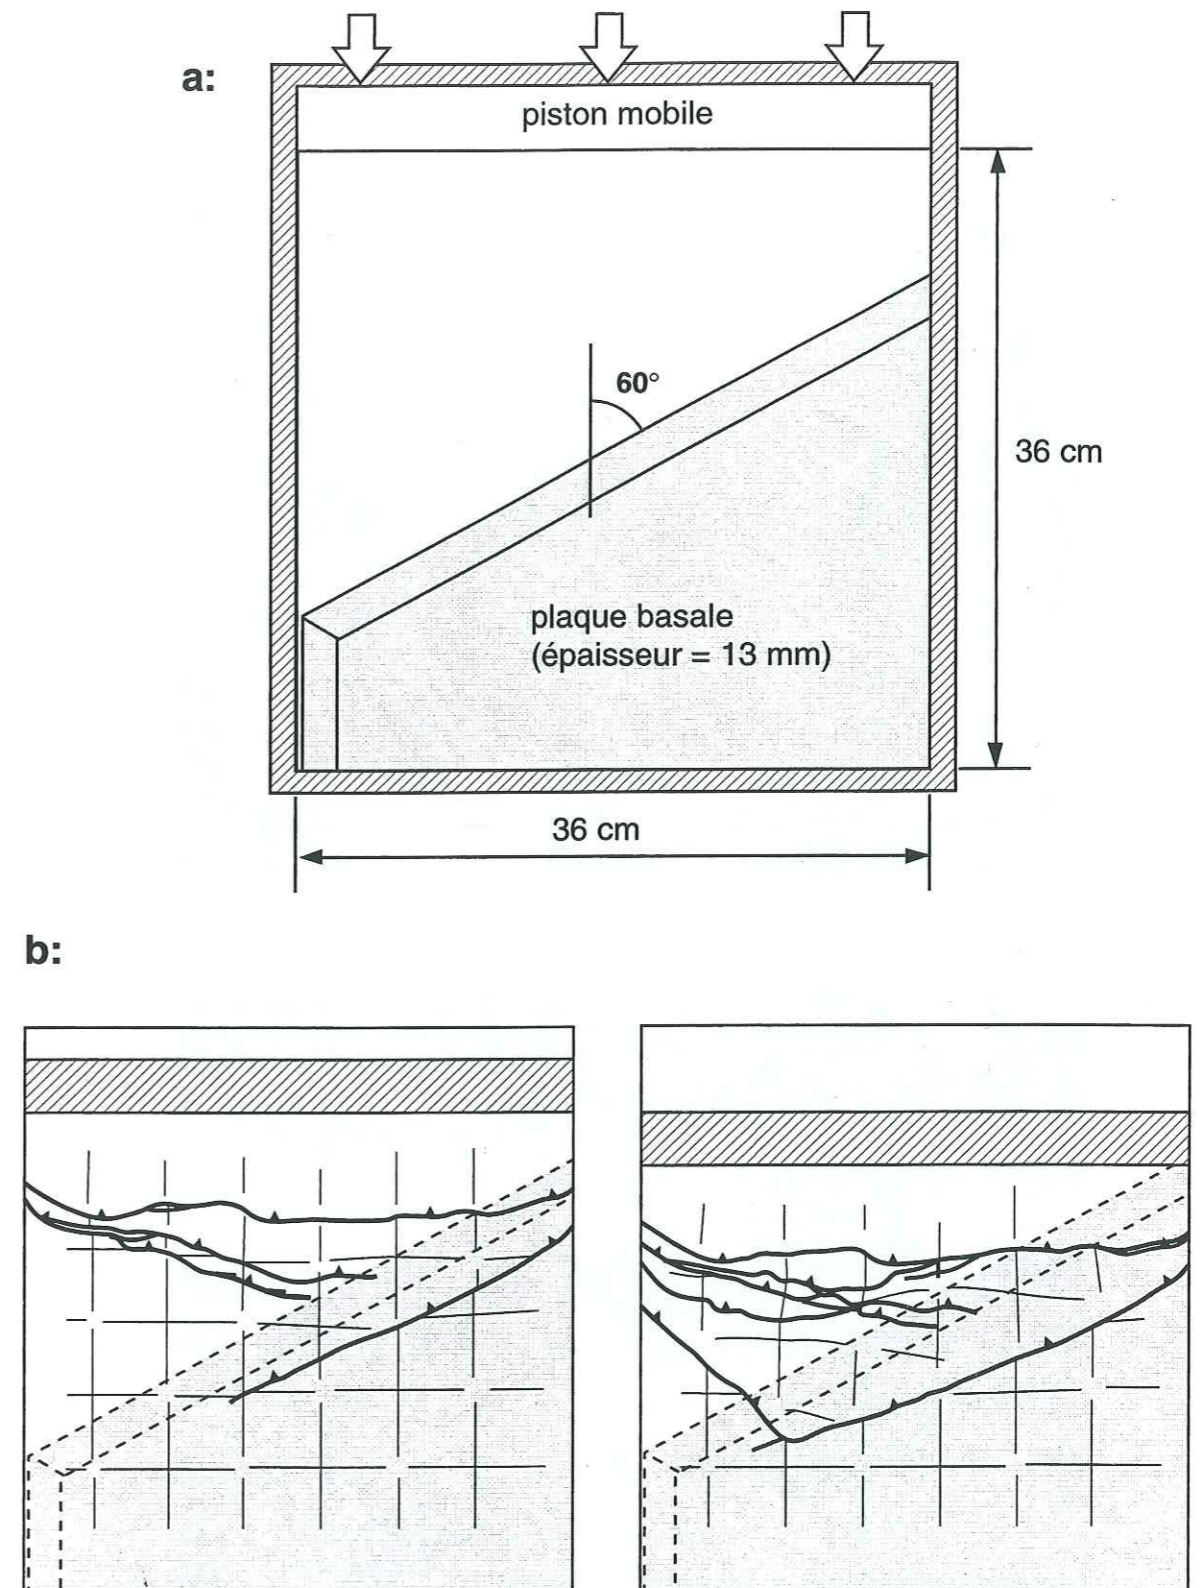 a:
piston mobile
60°
36 cm
plaque basale
(épaisseur = 13 mm)
36 cm
b: